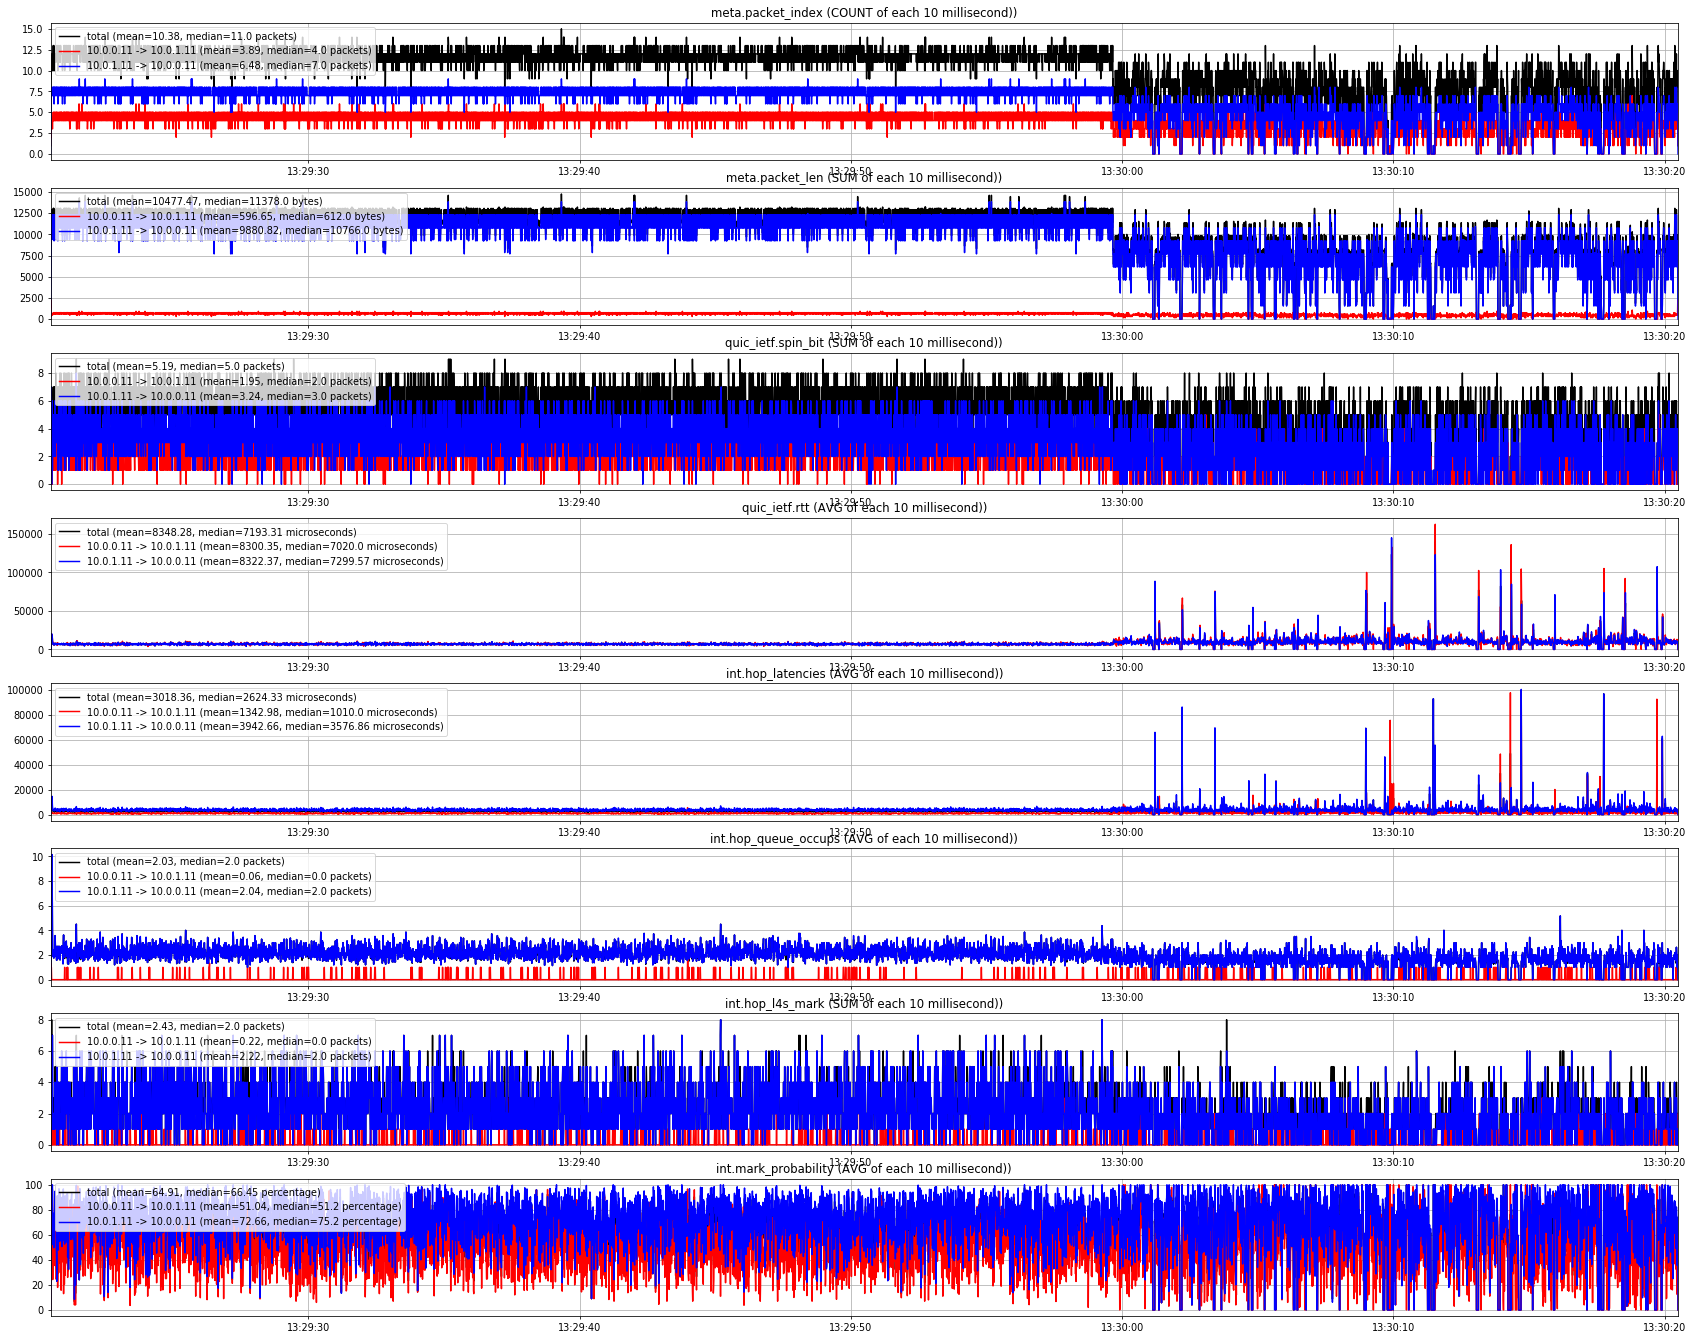 meta.packet_index (COUNT of each 10 millisecond))
15.0
12.5
10.0
7.5
5.0
2.5
0.0
total (mean=10.38, median=11.0 packets)
10.0.0.11 -> 10.0.1.11 (mean=3.89, median=4.0 packets)
10.0.1.11 -> 10.0.0.11 (mean=6.48, median=7.0 packets)
13:29:30 13:29:40 13:29:50 13:30:00 13:30:10 13:30:20
meta.packet_len (SUM of each 10 millisecond))
15000
12500
10000
7500
5000
2500
0
total (mean=10477.47, median=11378.0 bytes)
10.0.0.11 -> 10.0.1.11 (mean=596.65, median=612.0 bytes)
10.0.1.11 -> 10.0.0.11 (mean=9880.82, median=10766.0 bytes)
13:29:30 13:29:40 13:29:50 13:30:00 13:30:10 13:30:20
quic_ietf.spin_bit (SUM of each 10 millisecond))
8
6
4
2
0
total (mean=5.19, median=5.0 packets)
10.0.0.11 -> 10.0.1.11 (mean=1.95, median=2.0 packets)
10.0.1.11 -> 10.0.0.11 (mean=3.24, median=3.0 packets)
13:29:30 13:29:40 13:29:50 13:30:00 13:30:10 13:30:20
quic_ietf.rtt (AVG of each 10 millisecond))
150000
100000
50000
0
total (mean=8348.28, median=7193.31 microseconds)
10.0.0.11 -> 10.0.1.11 (mean=8300.35, median=7020.0 microseconds)
10.0.1.11 -> 10.0.0.11 (mean=8322.37, median=7299.57 microseconds)
13:29:30 13:29:40 13:29:50 13:30:00 13:30:10 13:30:20
int.hop_latencies (AVG of each 10 millisecond))
100000
80000
60000
40000
20000
0
total (mean=3018.36, median=2624.33 microseconds)
10.0.0.11 -> 10.0.1.11 (mean=1342.98, median=1010.0 microseconds)
10.0.1.11 -> 10.0.0.11 (mean=3942.66, median=3576.86 microseconds)
13:29:30 13:29:40 13:29:50 13:30:00 13:30:10 13:30:20
int.hop_queue_occups (AVG of each 10 millisecond))
10
8
6
4
2
0
total (mean=2.03, median=2.0 packets)
10.0.0.11 -> 10.0.1.11 (mean=0.06, median=0.0 packets)
10.0.1.11 -> 10.0.0.11 (mean=2.04, median=2.0 packets)
13:29:30 13:29:40 13:29:50 13:30:00 13:30:10 13:30:20
int.hop_l4s_mark (SUM of each 10 millisecond))
8
6
4
2
0
total (mean=2.43, median=2.0 packets)
10.0.0.11 -> 10.0.1.11 (mean=0.22, median=0.0 packets)
10.0.1.11 -> 10.0.0.11 (mean=2.22, median=2.0 packets)
13:29:30 13:29:40 13:29:50 13:30:00 13:30:10 13:30:20
int.mark_probability (AVG of each 10 millisecond))
100
80
60
40
20
0
total (mean=64.91, median=66.45 percentage)
10.0.0.11 -> 10.0.1.11 (mean=51.04, median=51.2 percentage)
10.0.1.11 -> 10.0.0.11 (mean=72.66, median=75.2 percentage)
13:29:30 13:29:40 13:29:50 13:30:00 13:30:10 13:30:20